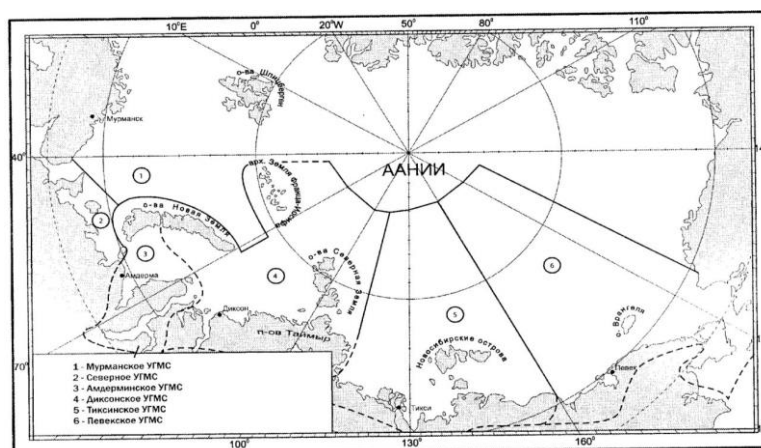 10°E
0°
20°W
50°
80°
110°
о-ва Шпицберген
Мурманск
40°
1
арх. Земля Франца-Иосифа
ААНИИ
2
о-ва Новая Земля
3
Амдерма
4
о-ва Северная Земля
6
Диксон
5
о. Врангеля
п-ов Таймыр
Новосибирские острова
Певек
Тикси
70°
1 - Мурманское УГМС
2 - Северное УГМС
3 - Амдерминское УГМС
4 - Диксонское УГМС
5 - Тиксинское УГМС
6 - Певекское УГМС
100°
130°
160°